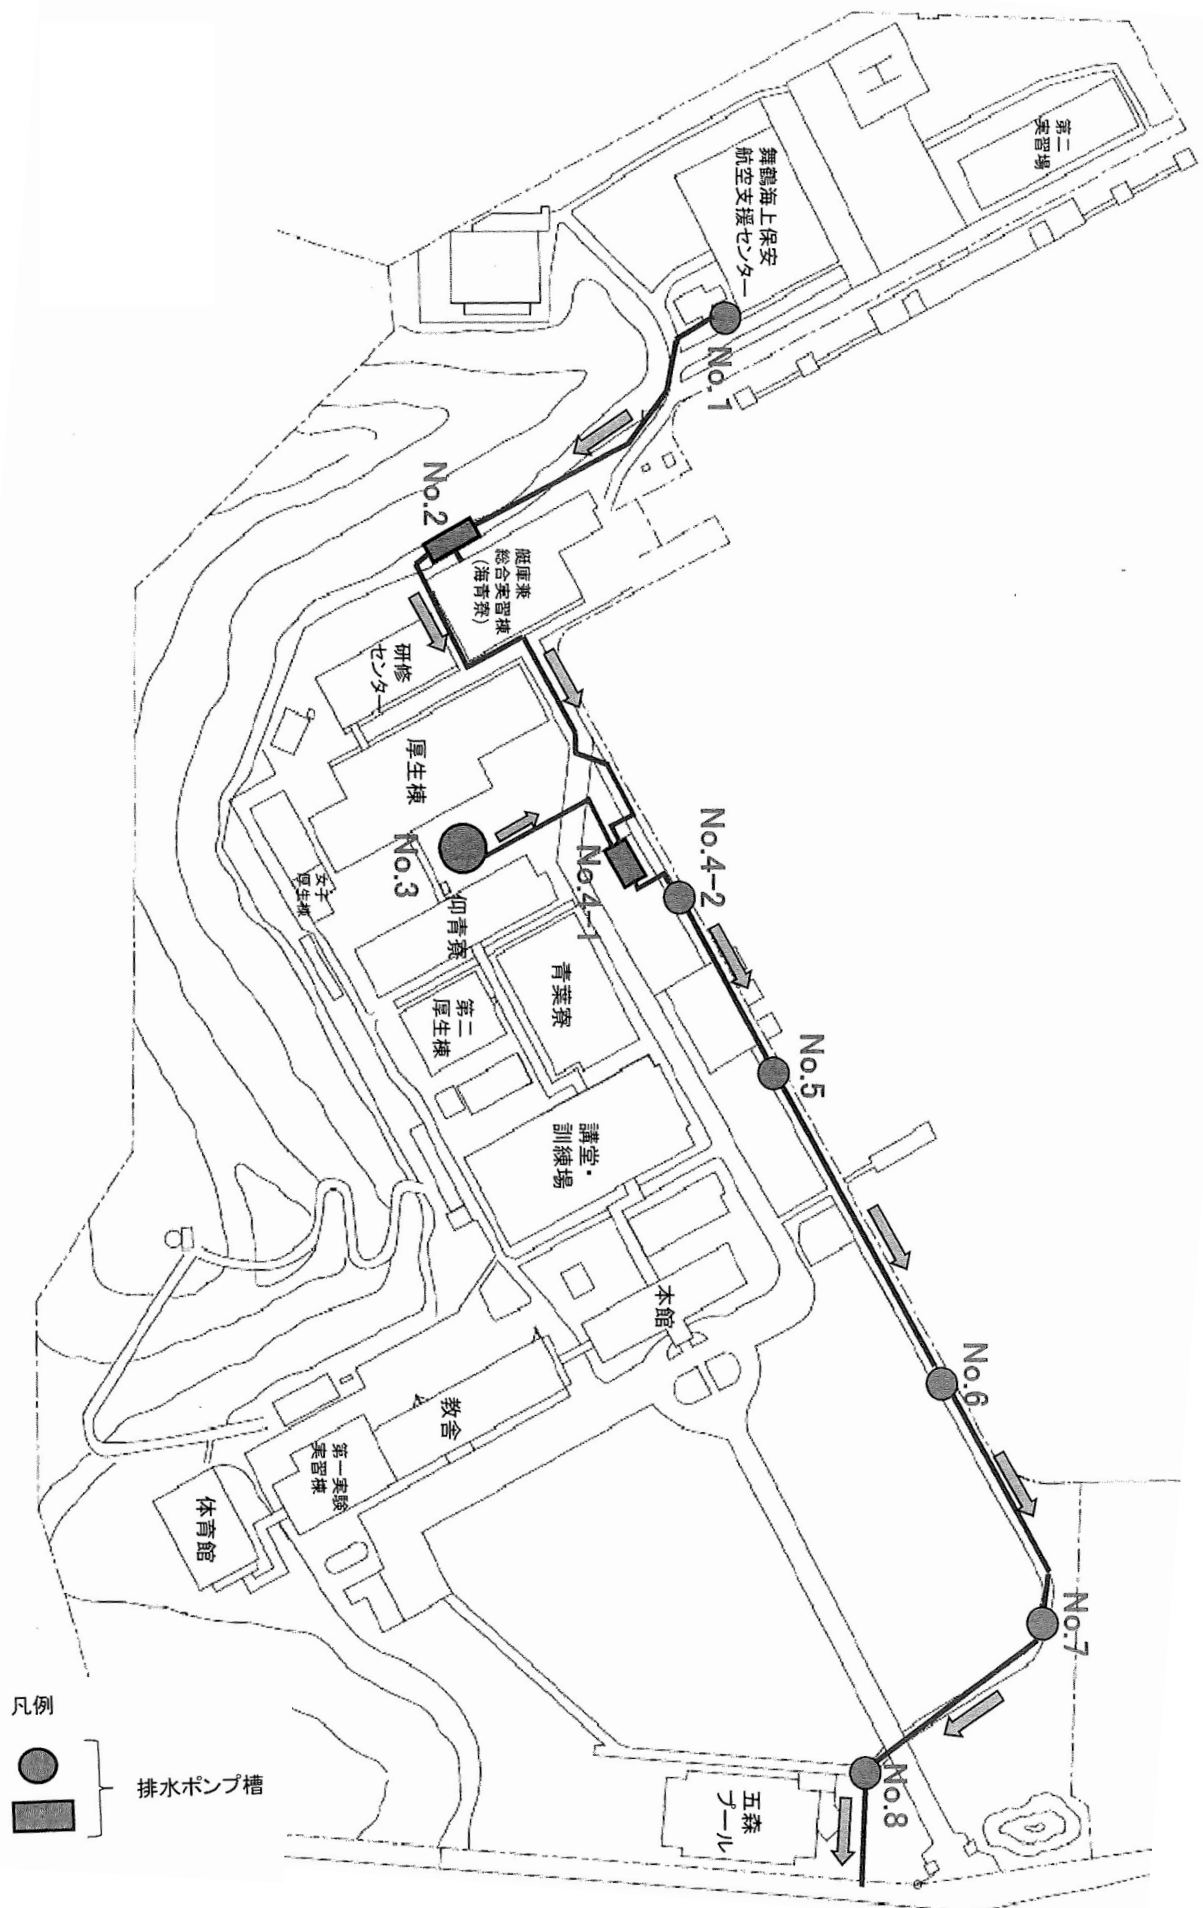 第二
実習場
H
舞鶴海上保安
航空支援センター
No.1
No.2
艇庫兼
総合実習棟
(海青寮)
研修
センター
厚生棟
No.3
No.4-1
No.4-2
女子
厚生棟
仰青寮
青葉寮
第二
厚生棟
No.5
講堂・
訓練場
本館
No.6
教舎
第一実験
実習棟
体育館
No.7
No.8
五森
プール
凡例
排水ポンプ槽